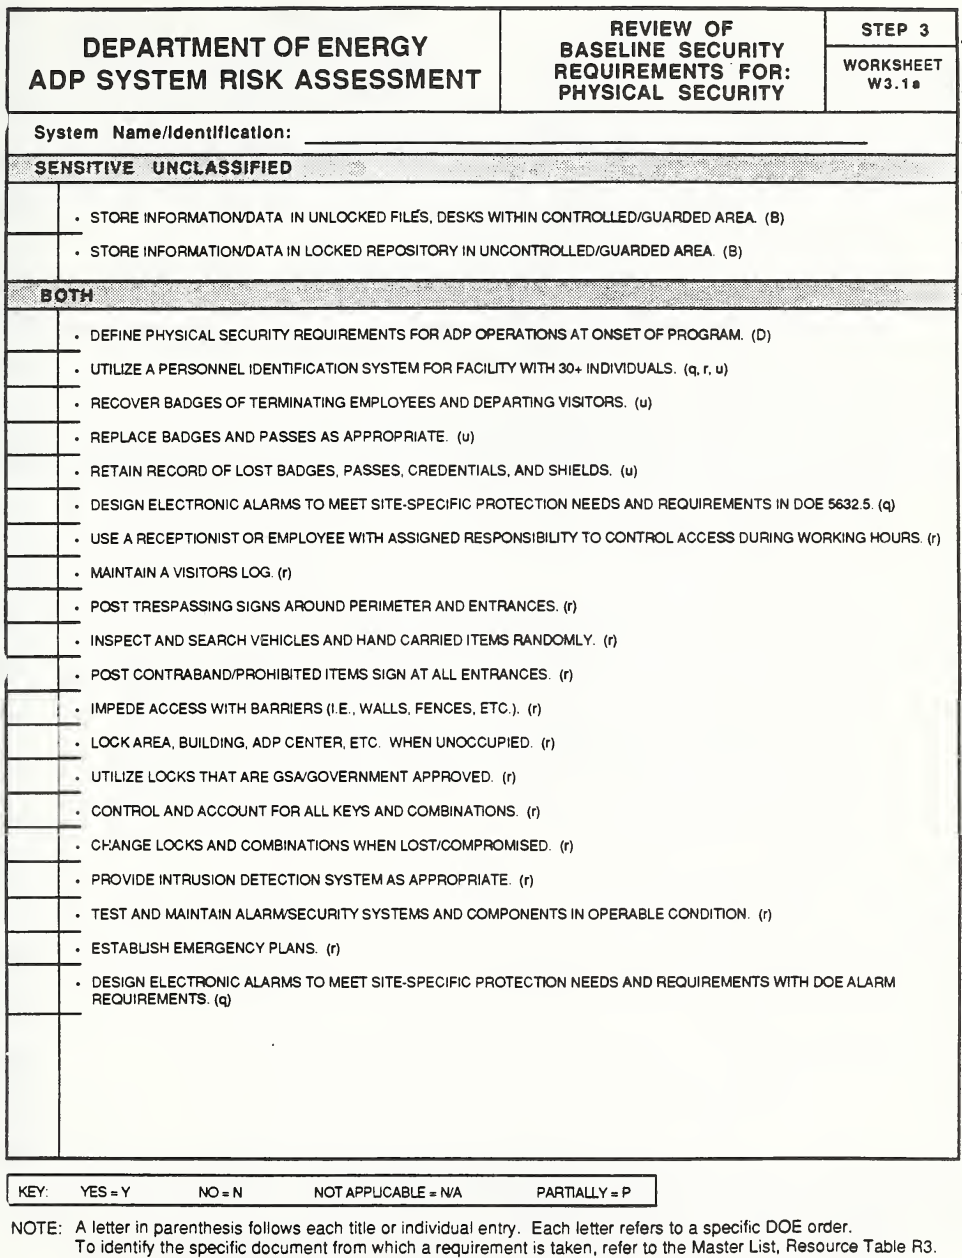 DEPARTMENT OF ENERGY
ADP SYSTEM RISK ASSESSMENT
REVIEW OF
BASELINE SECURITY
REQUIREMENTS FOR:
PHYSICAL SECURITY
STEP 3
WORKSHEET
W3.1a
System Name/Identification:
SENSITIVE UNCLASSIFIED
• STORE INFORMATION/DATA IN UNLOCKED FILES, DESKS WITHIN CONTROLLED/GUARDED AREA. (B)
• STORE INFORMATION/DATA IN LOCKED REPOSITORY IN UNCONTROLLED/GUARDED AREA. (B)
BOTH
• DEFINE PHYSICAL SECURITY REQUIREMENTS FOR ADP OPERATIONS AT ONSET OF PROGRAM. (D)
• UTILIZE A PERSONNEL IDENTIFICATION SYSTEM FOR FACILITY WITH 30+ INDIVIDUALS. (q, r, u)
• RECOVER BADGES OF TERMINATING EMPLOYEES AND DEPARTING VISITORS. (u)
• REPLACE BADGES AND PASSES AS APPROPRIATE. (u)
• RETAIN RECORD OF LOST BADGES, PASSES, CREDENTIALS, AND SHIELDS. (u)
• DESIGN ELECTRONIC ALARMS TO MEET SITE-SPECIFIC PROTECTION NEEDS AND REQUIREMENTS IN DOE 5632.5. (q)
• USE A RECEPTIONIST OR EMPLOYEE WITH ASSIGNED RESPONSIBILITY TO CONTROL ACCESS DURING WORKING HOURS. (r)
• MAINTAIN A VISITORS LOG. (r)
• POST TRESPASSING SIGNS AROUND PERIMETER AND ENTRANCES. (r)
• INSPECT AND SEARCH VEHICLES AND HAND CARRIED ITEMS RANDOMLY. (r)
• POST CONTRABAND/PROHIBITED ITEMS SIGN AT ALL ENTRANCES. (r)
• IMPEDE ACCESS WITH BARRIERS (I.E., WALLS, FENCES, ETC.). (r)
• LOCK AREA, BUILDING, ADP CENTER, ETC. WHEN UNOCCUPIED. (r)
• UTILIZE LOCKS THAT ARE GSA/GOVERNMENT APPROVED. (r)
• CONTROL AND ACCOUNT FOR ALL KEYS AND COMBINATIONS. (r)
• CHANGE LOCKS AND COMBINATIONS WHEN LOST/COMPROMISED. (r)
• PROVIDE INTRUSION DETECTION SYSTEM AS APPROPRIATE. (r)
• TEST AND MAINTAIN ALARM/SECURITY SYSTEMS AND COMPONENTS IN OPERABLE CONDITION. (r)
• ESTABLISH EMERGENCY PLANS. (r)
• DESIGN ELECTRONIC ALARMS TO MEET SITE-SPECIFIC PROTECTION NEEDS AND REQUIREMENTS WITH DOE ALARM
REQUIREMENTS. (q)
KEY: YES = Y NO = N NOT APPLICABLE = N/A PARTIALLY = P
NOTE: A letter in parenthesis follows each title or individual entry. Each letter refers to a specific DOE order.
To identify the specific document from which a requirement is taken, refer to the Master List, Resource Table R3.